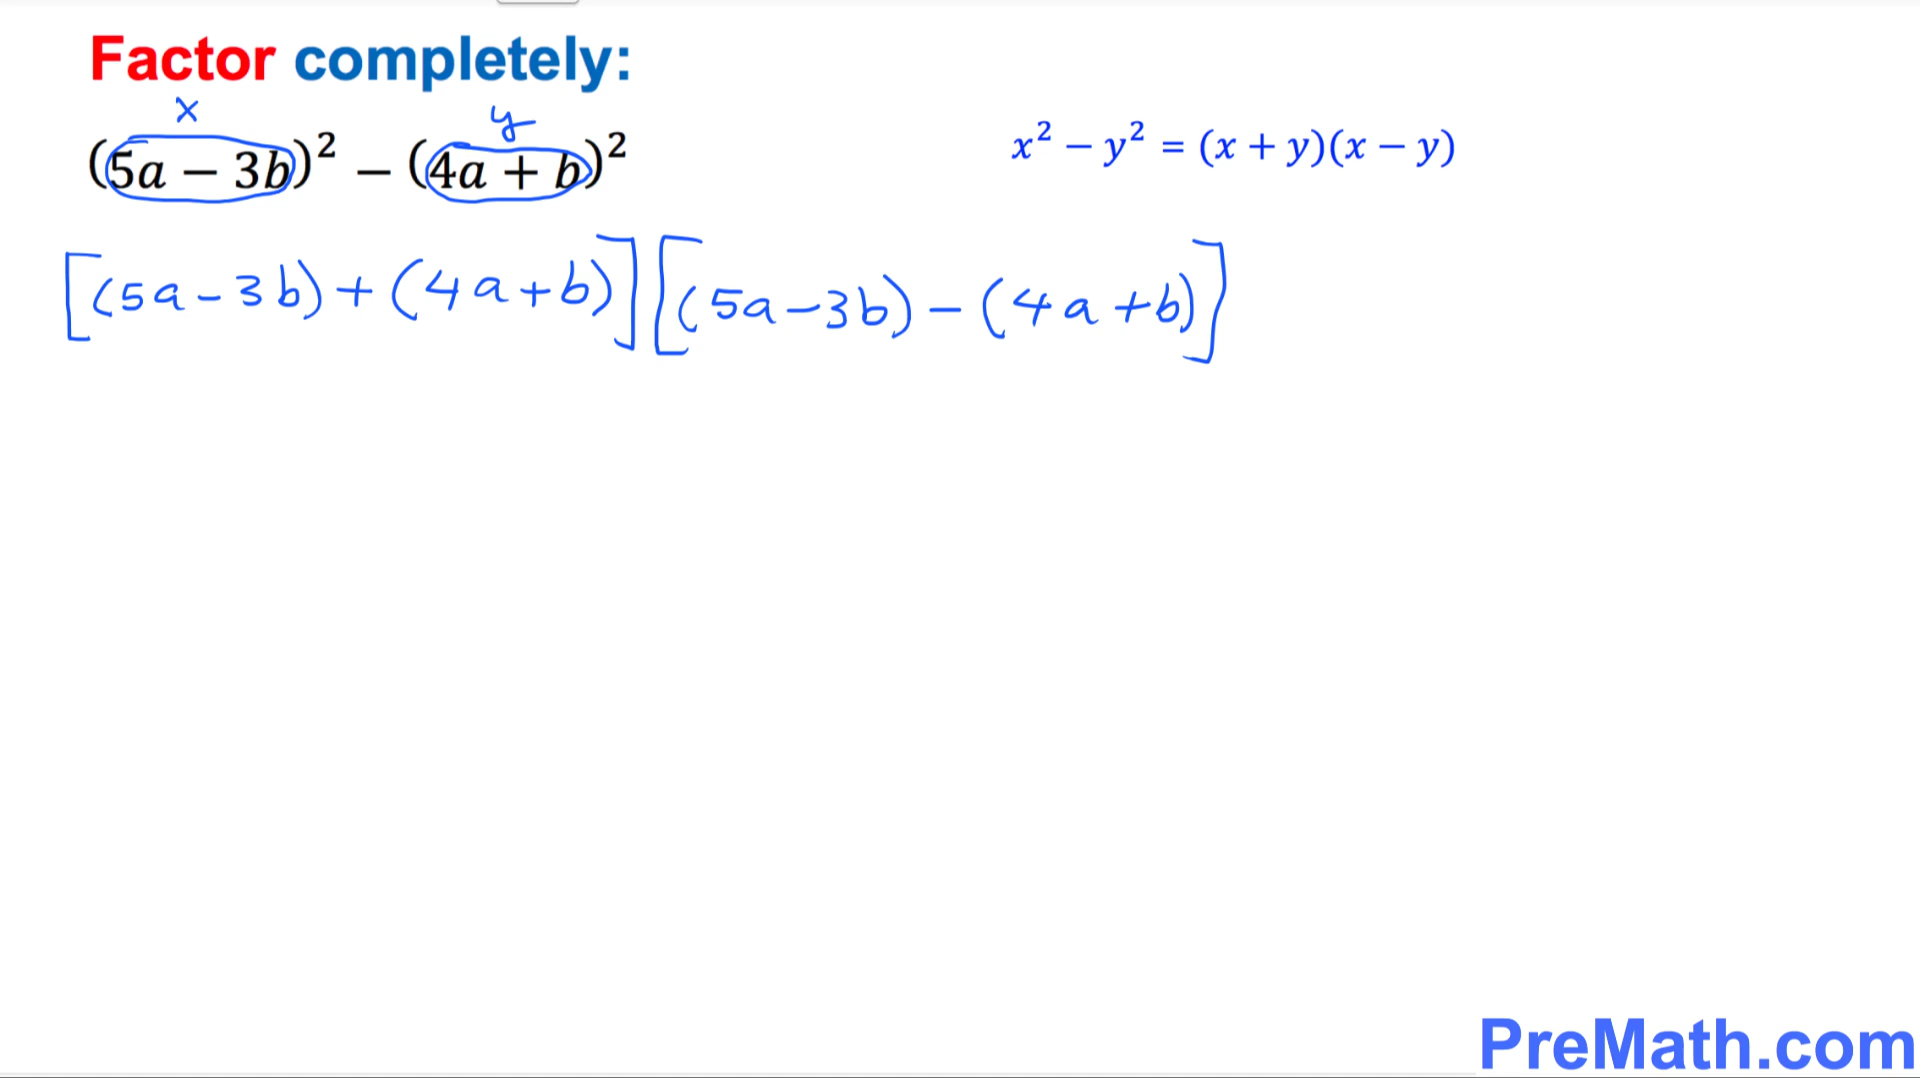 Factor completely:
x y
(5a − 3b)² − (4a + b)²
x² − y² = (x + y)(x − y)
[(5a-3b)+(4a+b)][(5a-3b)-(4a+b)]
PreMath.com